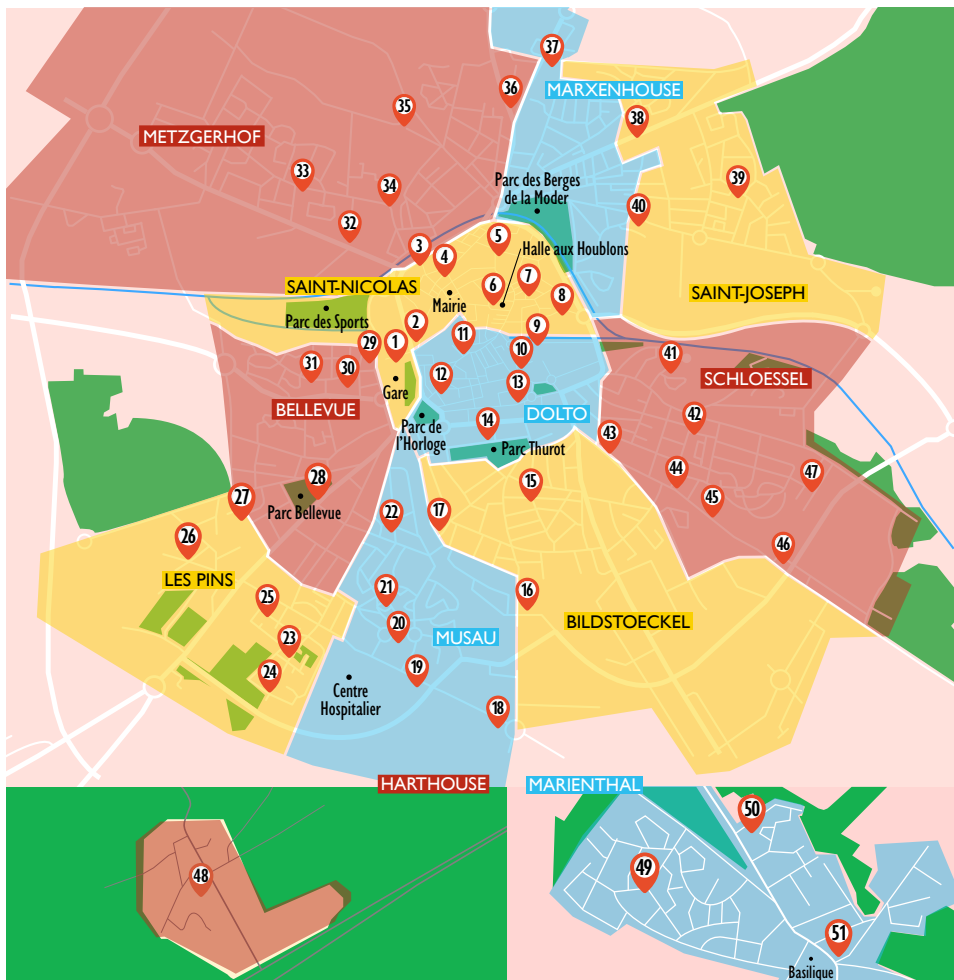 37
MARXENHOUSE
36
35
38
METZGERHOF
33
34
39
Parc des Berges
de la Moder
40
32
5
3
4
Halle aux Houblons
7
SAINT-NICOLAS
6
8
SAINT-JOSEPH
Mairie
Parc des Sports
2
9
11
29
1
10
41
31
30
12
SCHLOESSEL
13
Gare
BELLEVUE
DOLTO
42
Parc de
l'Horloge
14
43
Parc Thurot
44
47
28
15
27
45
Parc Bellevue
22
17
26
46
LES PINS
21
16
25
BILDSTOECKEL
20
MUSAU
23
24
19
Centre
Hospitalier
18
HARTHOUSE
MARIENTHAL
50
49
48
51
Basilique